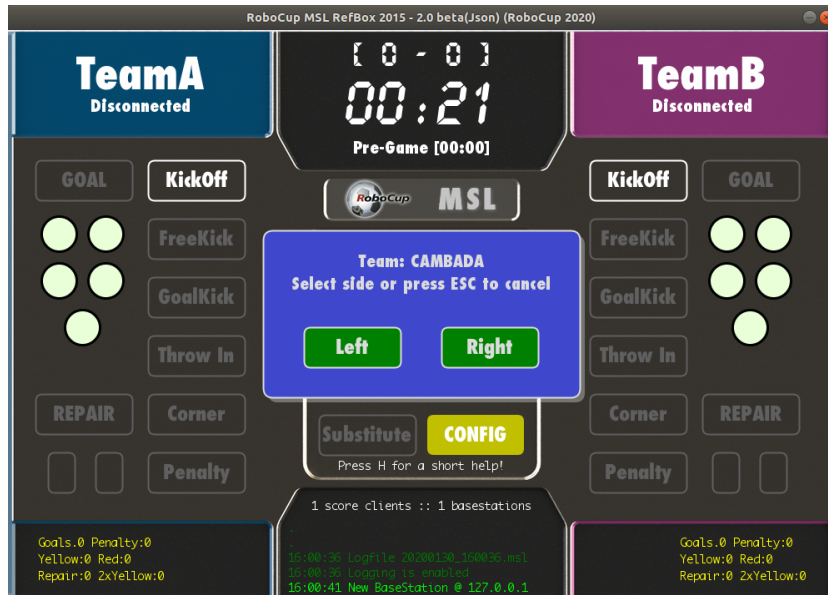 RoboCup MSL RefBox 2015 - 2.0 beta(Json) (RoboCup 2020)
TeamA
Disconnected
[ 0 - 0 ]
00:21
Pre-Game [00:00]
TeamB
Disconnected
GOAL
KickOff
RoboCup
MSL
KickOff
GOAL
FreeKick
FreeKick
Team: CAMBADA
Select side or press ESC to cancel
GoalKick
GoalKick
Left
Right
Throw In
Throw In
REPAIR
Corner
Substitute
CONFIG
Corner
REPAIR
Press H for a short help!
Penalty
Penalty
1 score clients :: 1 basestations
Goals.0 Penalty:0
Yellow:0 Red:0
Repair:0 2xYellow:0
.
16:00:36 Logfile 20200130_160036.msl
16:00:36 Logging is enabled
16:00:41 New BaseStation @ 127.0.0.1
Goals.0 Penalty:0
Yellow:0 Red:0
Repair:0 2xYellow:0